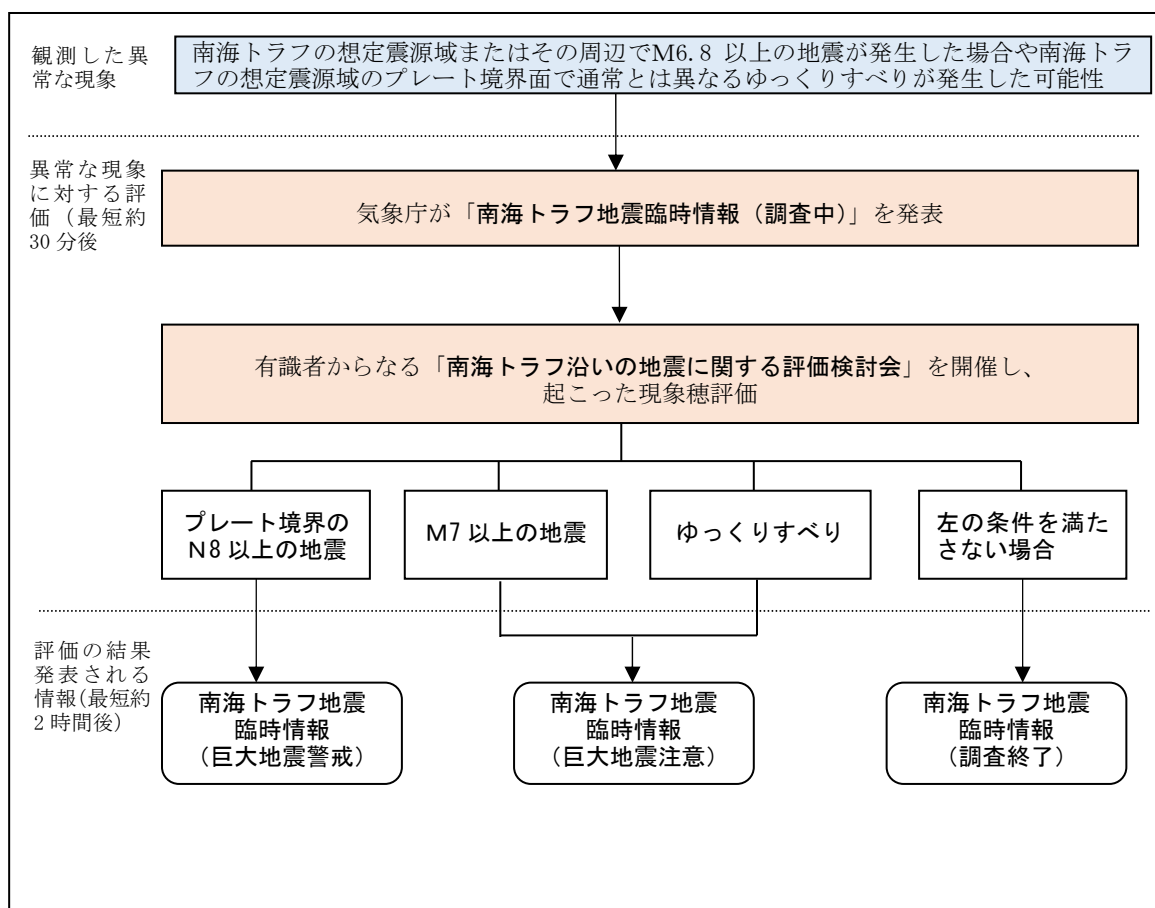 観測した異
常な現象
南海トラフの想定震源域またはその周辺でM6.8 以上の地震が発生した場合や南海トラ
フの想定震源域のプレート境界面で通常とは異なるゆっくりすべりが発生した可能性
異常な現象
に対する評
価（最短約
30 分後
気象庁が「南海トラフ地震臨時情報（調査中）」を発表
有識者からなる「南海トラフ沿いの地震に関する評価検討会」を開催し、
起こった現象穂評価
プレート境界の
N8 以上の地震
M7 以上の地震
ゆっくりすべり
左の条件を満た
さない場合
評価の結果
発表される
情報(最短約
2 時間後）
南海トラフ地震
臨時情報
（巨大地震警戒）
南海トラフ地震
臨時情報
（巨大地震注意）
南海トラフ地震
臨時情報
（調査終了）